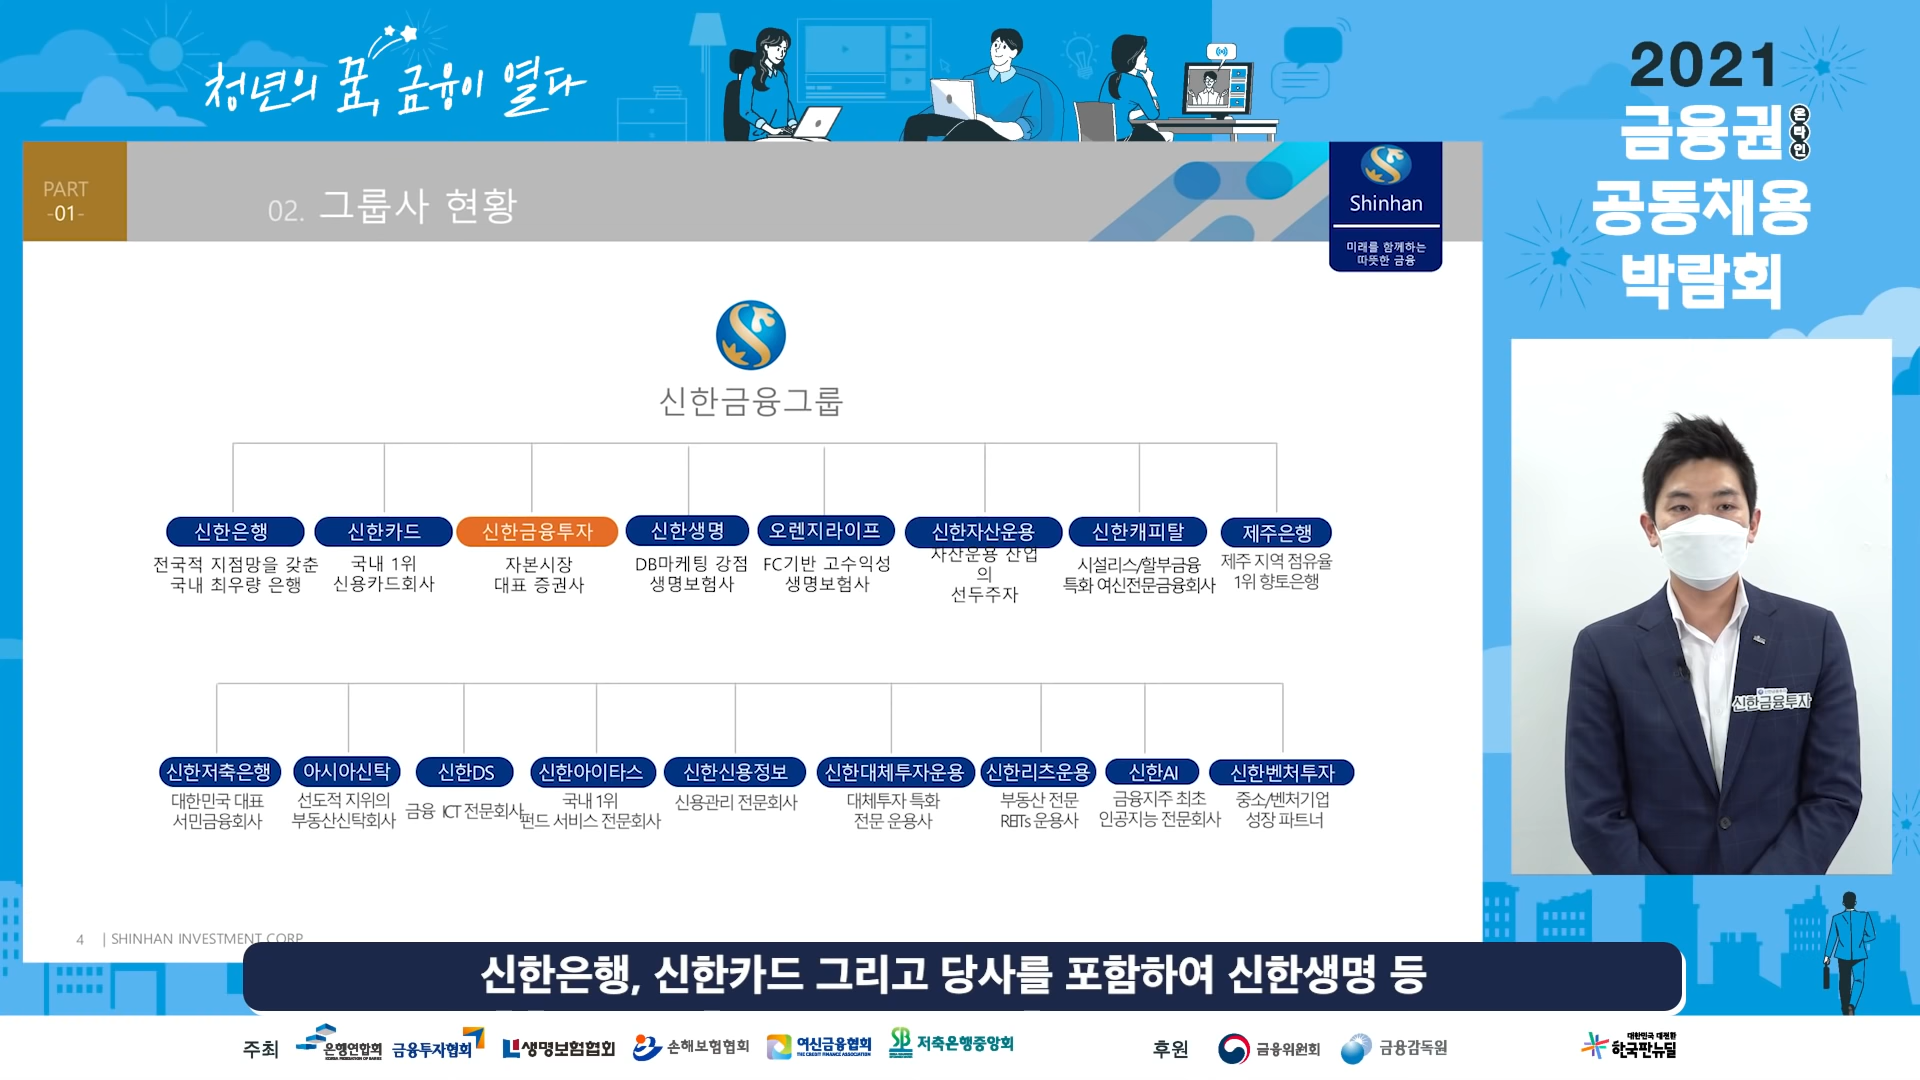 청년의 꿈, 금융이 열다
2021
금융권
온타인
공동채용
박람회
PART
-01-
02. 그룹사 현황
Shinhan
미래를 함께하는
따뜻한 금융
신한금융그룹
신한은행
전국적 지점망을 갖춘
국내 최우량 은행
신한카드
국내 1위
신용카드회사
신한금융투자
자본시장
대표 증권사
신한생명
DB마케팅 강점
생명보험사
오렌지라이프
FC기반 고수익성
생명보험사
신한자산운용
자산운용 산업
의
선두주자
신한캐피탈
시설리스/할부금융
특화 여신전문금융회사
제주은행
제주 지역 점유율
1위 향토은행
신한저축은행
대한민국 대표
서민금융회사
아시아신탁
선도적 지위의
부동산신탁회사
신한DS
금융 ICT 전문회사
신한아이타스
국내 1위
펀드 서비스 전문회사
신한신용정보
신용관리 전문회사
신한대체투자운용
대체투자 특화
전문 운용사
신한리츠운용
부동산 전문
REITs 운용사
신한AI
금융지주 최초
인공지능 전문회사
신한벤처투자
중소/벤처기업
성장 파트너
신한금융투자
4 | SHINHAN INVESTMENT CORP
신한은행, 신한카드 그리고 당사를 포함하여 신한생명 등
주최
은행연합회
KOREA FEDERATION OF BANKS
금융투자협회
생명보험협회
손해보험협회
여신금융협회
THE CREDIT FINANCE ASSOCIATION
SB
저축은행중앙회
후원
금융위원회
금융감독원
대한민국 대전환
한국판뉴딜